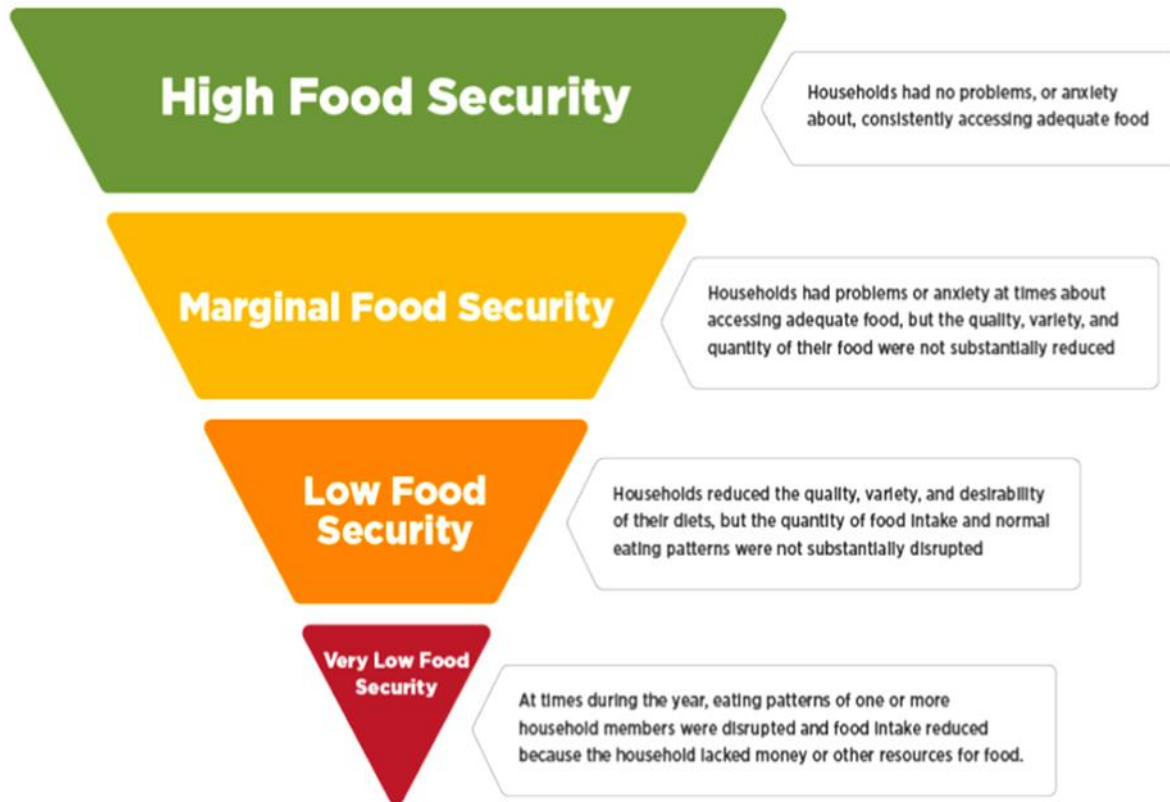 High Food Security
Households had no problems, or anxiety
about, consistently accessing adequate food
Marginal Food Security
Households had problems or anxiety at times about
accessing adequate food, but the quality, variety, and
quantity of their food were not substantially reduced
Low Food
Security
Households reduced the quality, variety, and desirability
of their diets, but the quantity of food intake and normal
eating patterns were not substantially disrupted
Very Low Food
Security
At times during the year, eating patterns of one or more
household members were disrupted and food intake reduced
because the household lacked money or other resources for food.